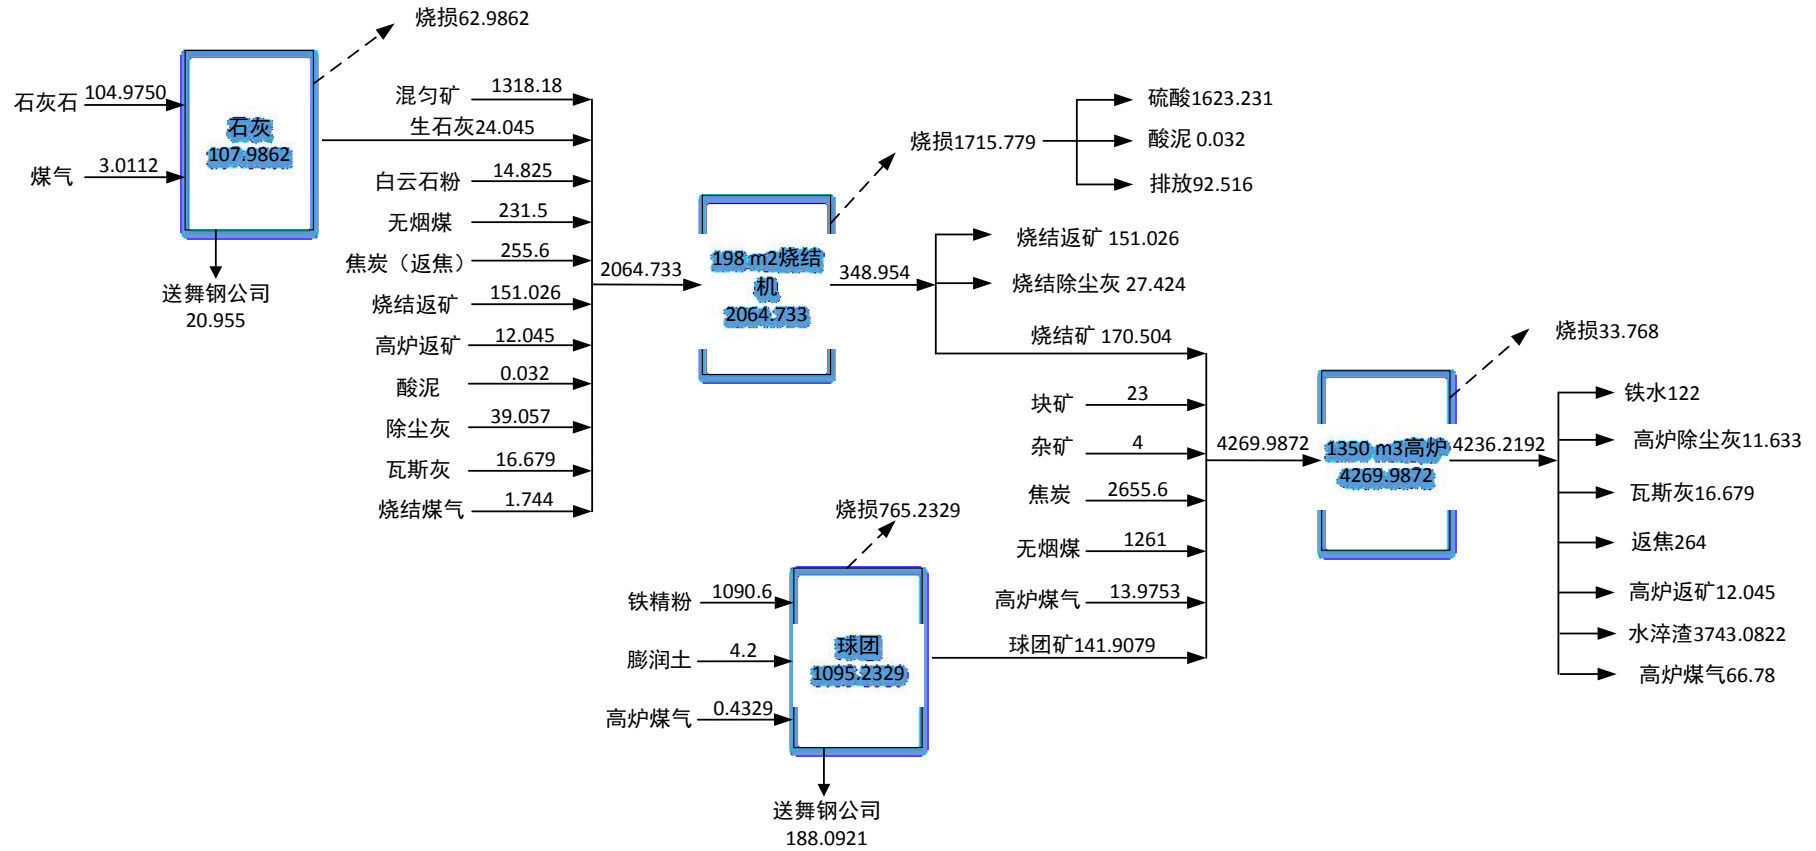 烧损62.9862
石灰石
104.9750
煤气
3.0112
石灰
107.9862
送舞钢公司
20.955
混匀矿
1318.18
生石灰24.045
白云石粉
14.825
无烟煤
231.5
焦炭（返焦）
255.6
烧结返矿
151.026
高炉返矿
12.045
酸泥
0.032
除尘灰
39.057
瓦斯灰
16.679
烧结煤气
1.744
2064.733
198 m2烧结
机
2064.733
烧损1715.779
硫酸1623.231
酸泥 0.032
排放92.516
348.954
烧结返矿 151.026
烧结除尘灰 27.424
烧结矿 170.504
块矿
23
杂矿
4
焦炭
2655.6
无烟煤
1261
高炉煤气
13.9753
球团矿141.9079
铁精粉
1090.6
膨润土
4.2
高炉煤气
0.4329
烧损765.2329
球团
1095.2329
送舞钢公司
188.0921
4269.9872
1350 m3高炉
4269.9872
烧损33.768
4236.2192
铁水122
高炉除尘灰11.633
瓦斯灰16.679
返焦264
高炉返矿12.045
水淬渣3743.0822
高炉煤气66.78